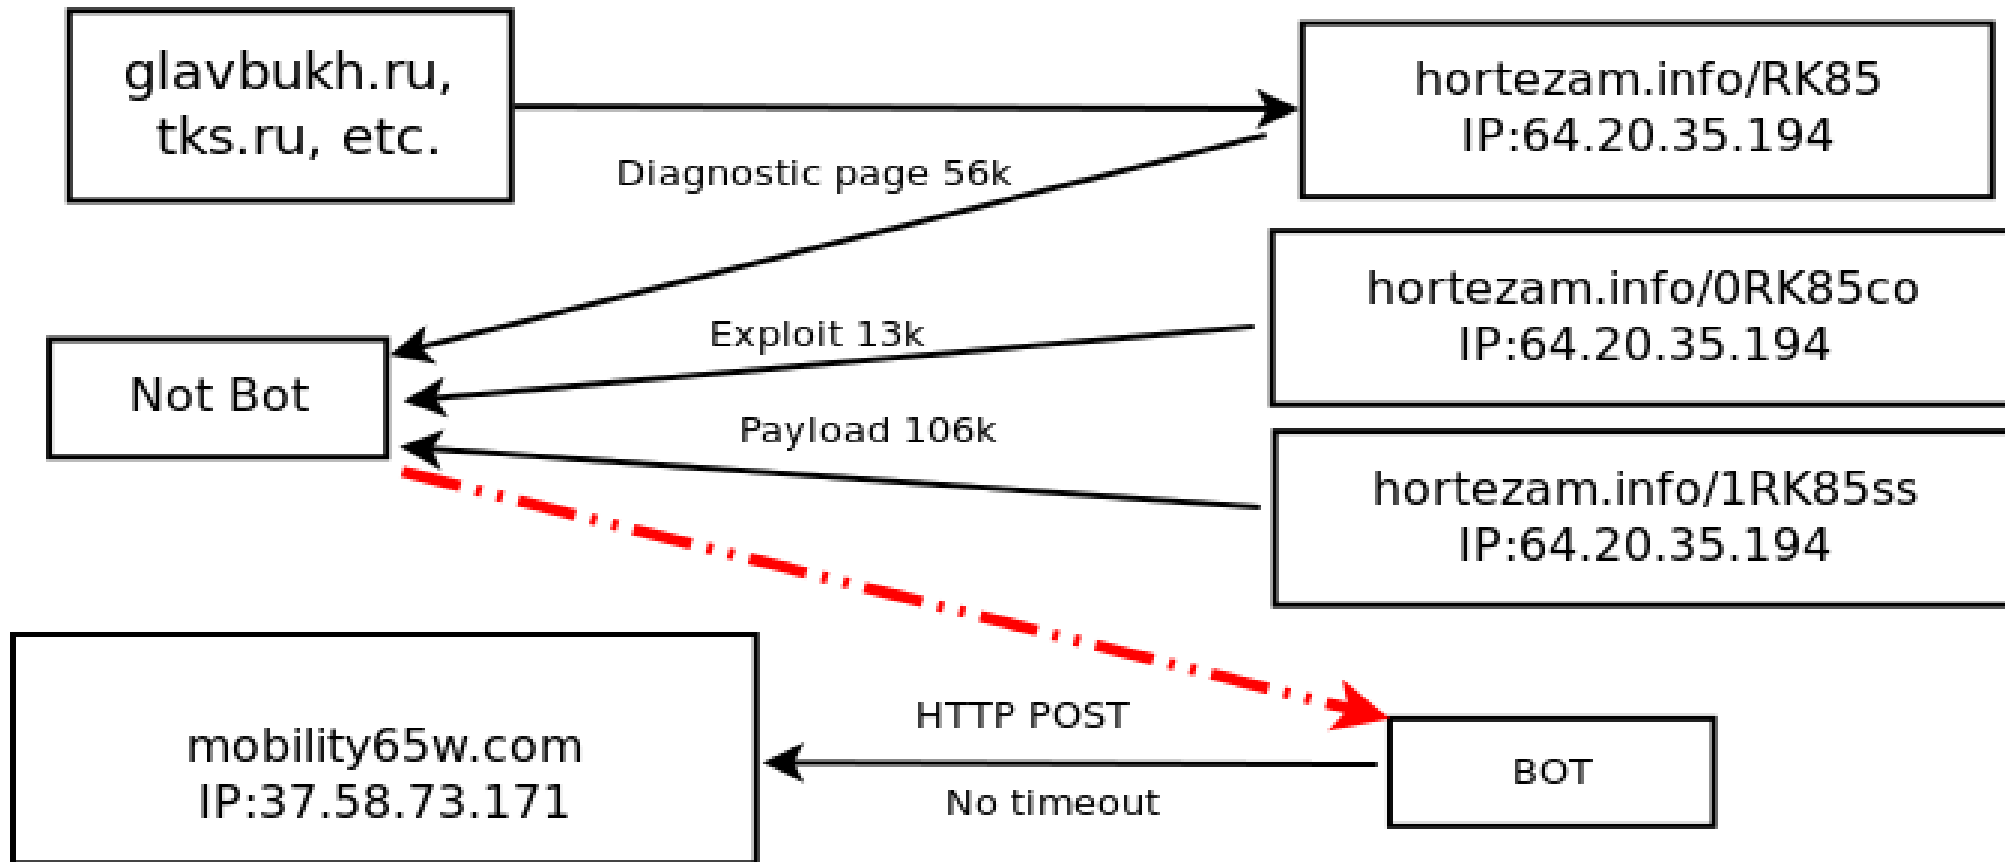 glavbukh.ru,
tks.ru, etc.
hortezam.info/RK85
IP:64.20.35.194
Diagnostic page 56k
hortezam.info/0RK85co
IP:64.20.35.194
Exploit 13k
Not Bot
Payload 106k
hortezam.info/1RK85ss
IP:64.20.35.194
mobility65w.com
IP:37.58.73.171
HTTP POST
No timeout
BOT